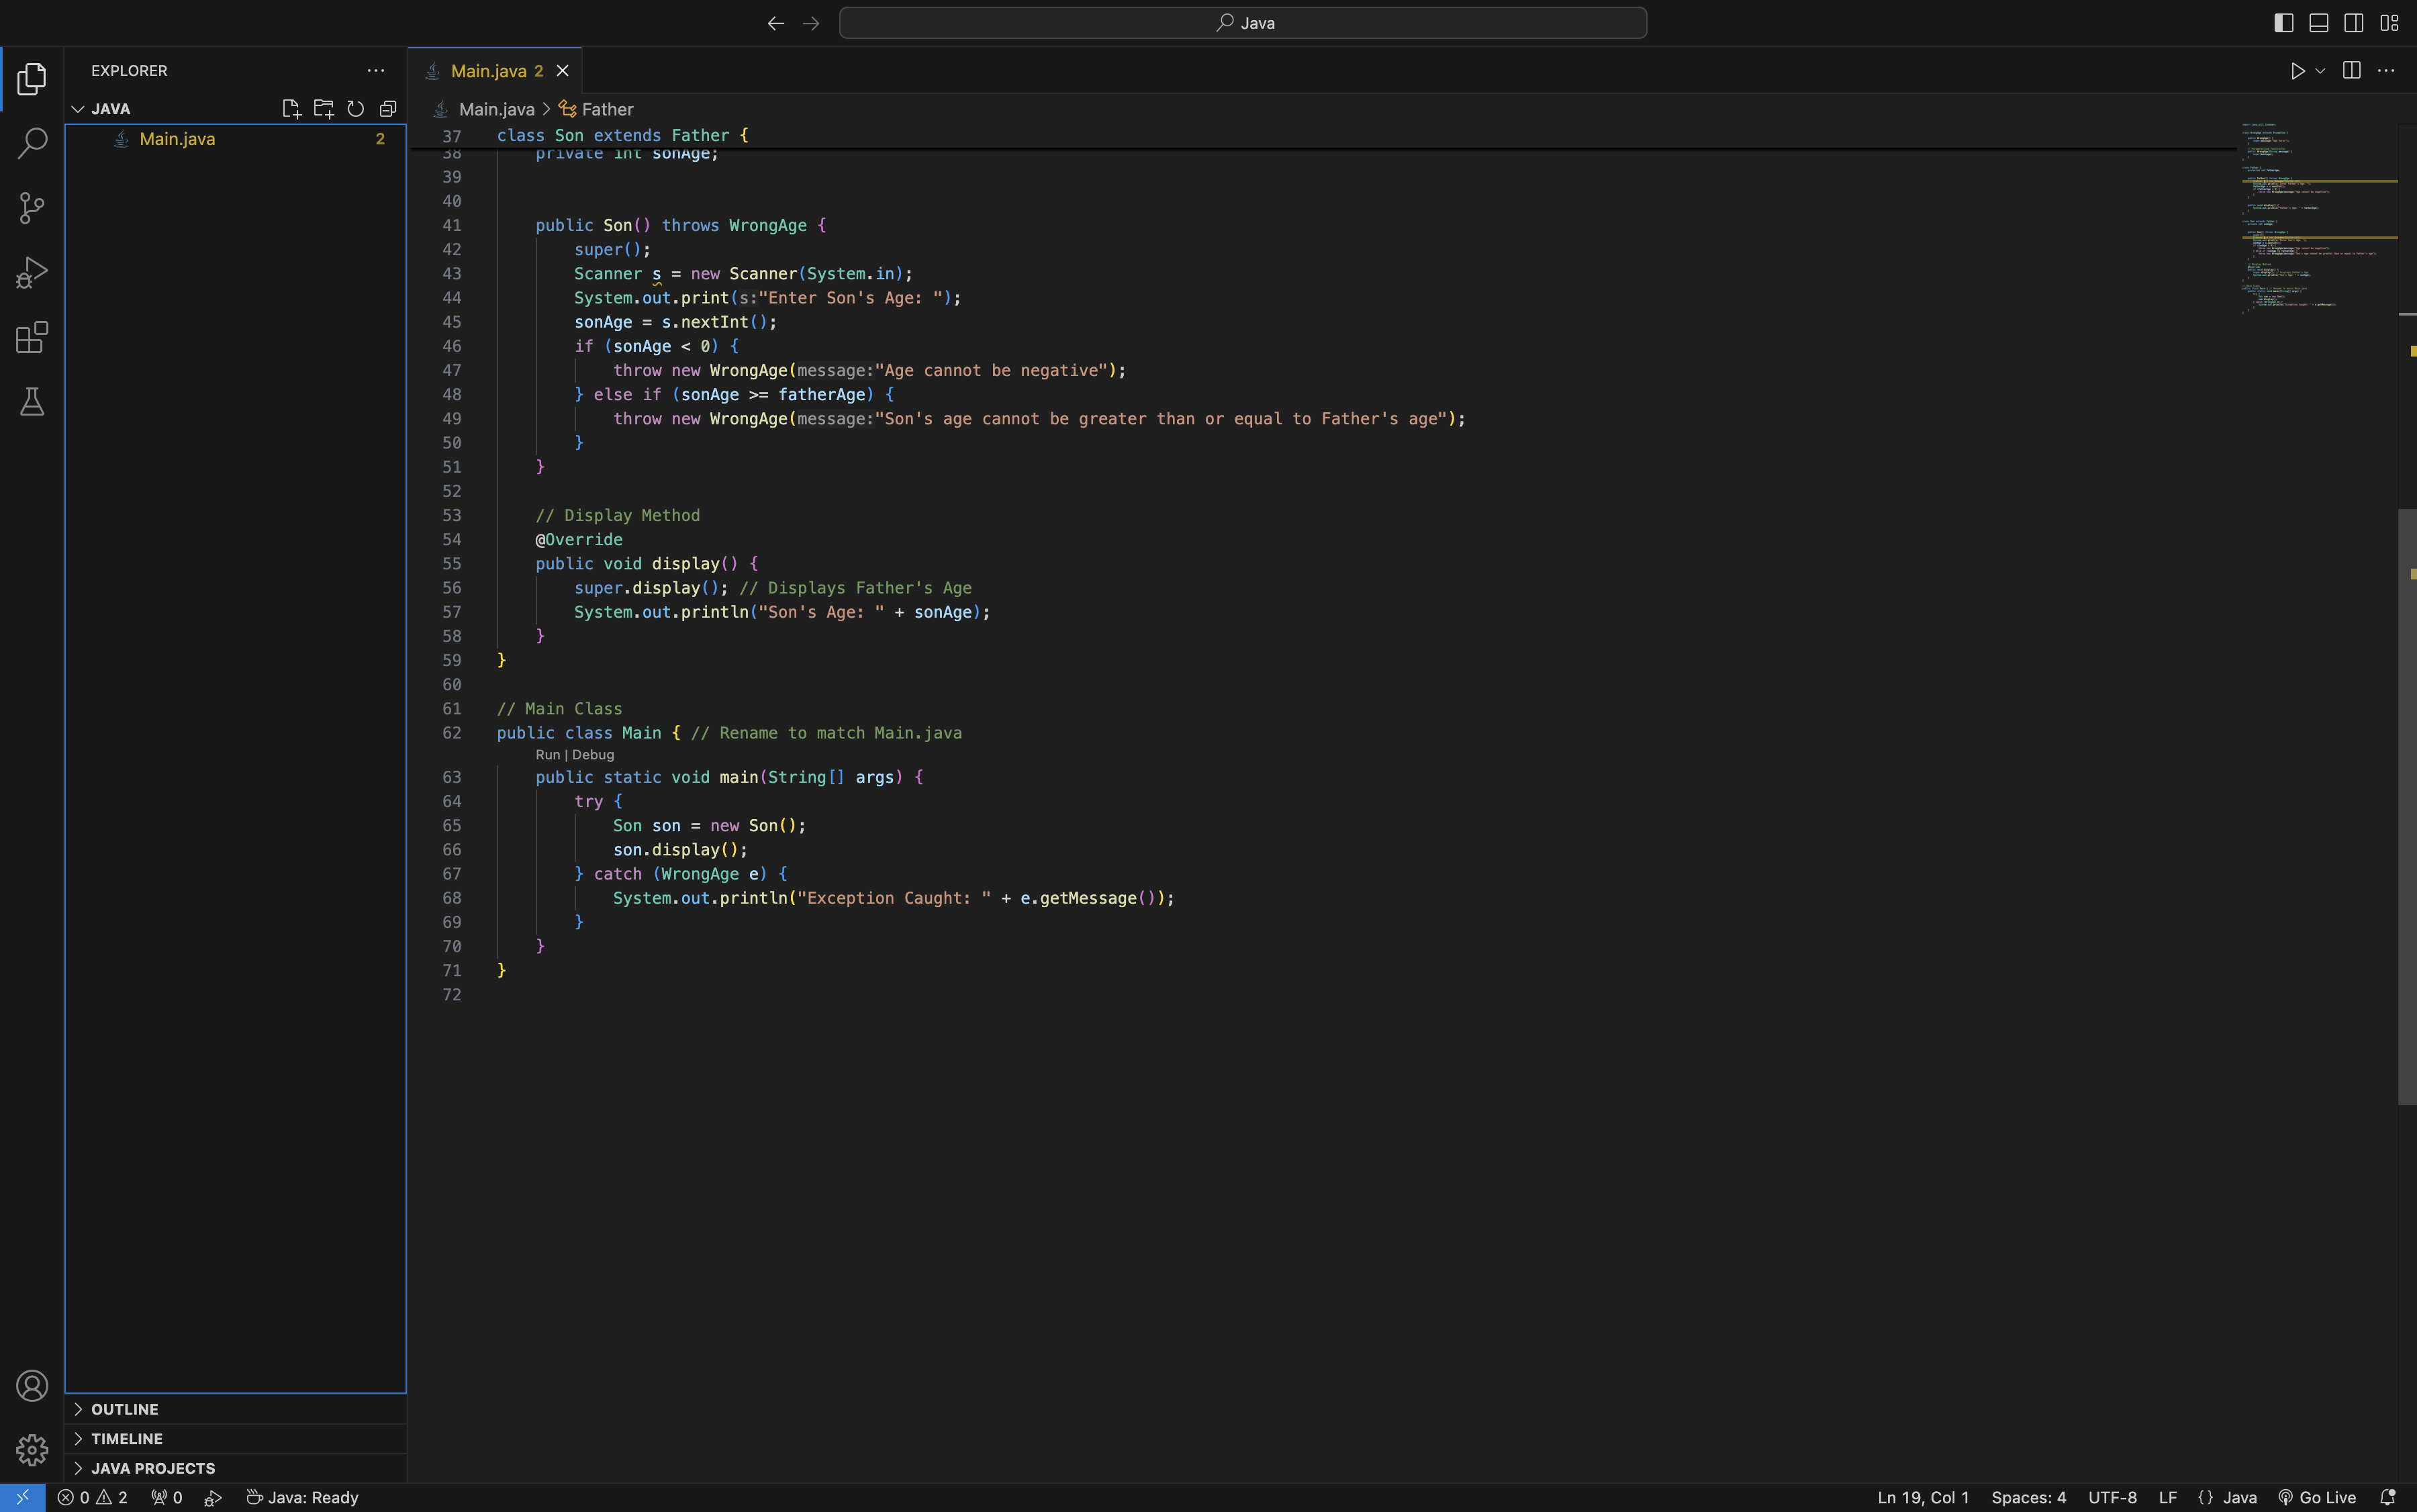 Java
EXPLORER
JAVA
Main.java 2
Main.java 2
Main.java > Father
37 class Son extends Father {
38 private int sonAge;
39
40
41 public Son() throws WrongAge {
42 super();
43 Scanner s = new Scanner(System.in);
44 System.out.print(s:"Enter Son's Age: ");
45 sonAge = s.nextInt();
46 if (sonAge < 0) {
47 throw new WrongAge(message:"Age cannot be negative");
48 } else if (sonAge >= fatherAge) {
49 throw new WrongAge(message:"Son's age cannot be greater than or equal to Father's age");
50 }
51 }
52
53 // Display Method
54 @Override
55 public void display() {
56 super.display(); // Displays Father's Age
57 System.out.println("Son's Age: " + sonAge);
58 }
59 }
60
61 // Main Class
62 public class Main { // Rename to match Main.java
Run | Debug
63 public static void main(String[] args) {
64 try {
65 Son son = new Son();
66 son.display();
67 } catch (WrongAge e) {
68 System.out.println("Exception Caught: " + e.getMessage());
69 }
70 }
71 }
72
OUTLINE
TIMELINE
JAVA PROJECTS
0 2 0 Java: Ready
Ln 19, Col 1 Spaces: 4 UTF-8 LF {} Java Go Live